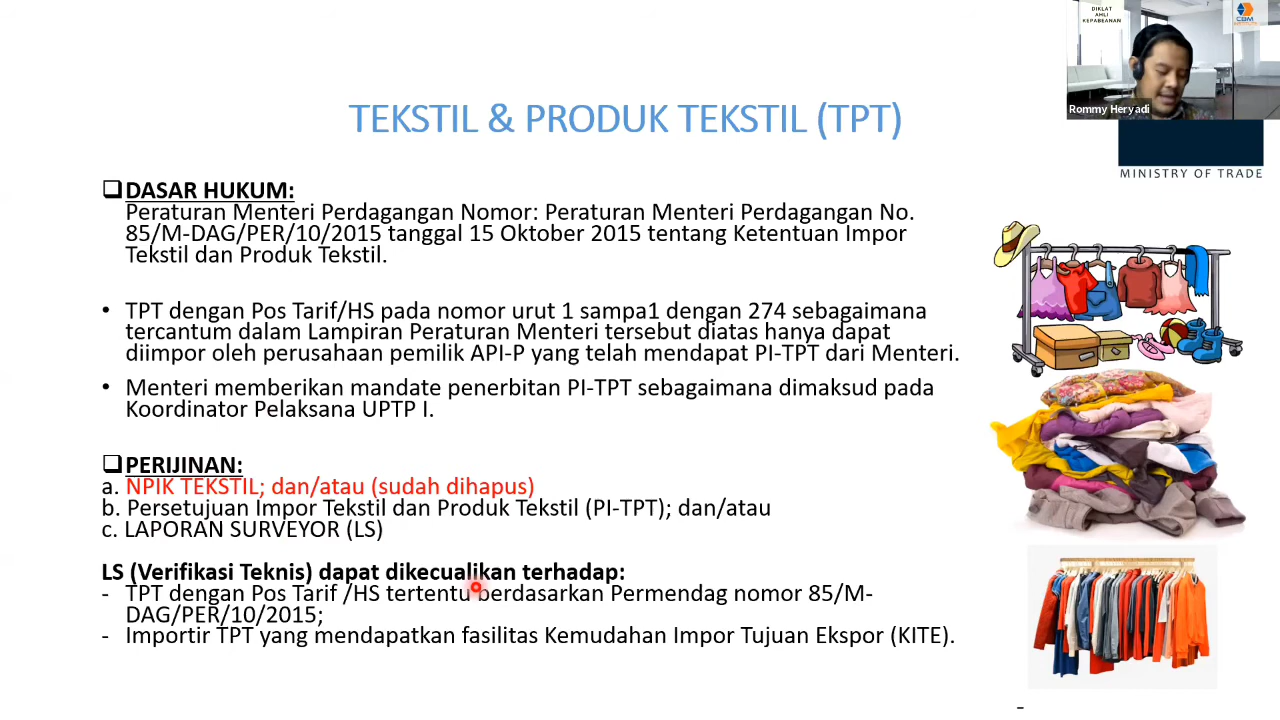 DIKLAT
AHLI
KEPABEANAN
CBM
Rommy Heryadi
MINISTRY OF TRADE
TEKSTIL & PRODUK TEKSTIL (TPT)
❑DASAR HUKUM:
Peraturan Menteri Perdagangan Nomor: Peraturan Menteri Perdagangan No.
85/M-DAG/PER/10/2015 tanggal 15 Oktober 2015 tentang Ketentuan Impor
Tekstil dan Produk Tekstil.
• TPT dengan Pos Tarif/HS pada nomor urut 1 sampa1 dengan 274 sebagaimana
tercantum dalam Lampiran Peraturan Menteri tersebut diatas hanya dapat
diimpor oleh perusahaan pemilik API-P yang telah mendapat PI-TPT dari Menteri.
• Menteri memberikan mandate penerbitan PI-TPT sebagaimana dimaksud pada
Koordinator Pelaksana UPTP I.
❑PERIJINAN:
a. NPIK TEKSTIL; dan/atau (sudah dihapus)
b. Persetujuan Impor Tekstil dan Produk Tekstil (PI-TPT); dan/atau
c. LAPORAN SURVEYOR (LS)
LS (Verifikasi Teknis) dapat dikecualikan terhadap:
- TPT dengan Pos Tarif /HS tertentu berdasarkan Permendag nomor 85/M-
DAG/PER/10/2015;
- Importir TPT yang mendapatkan fasilitas Kemudahan Impor Tujuan Ekspor (KITE).